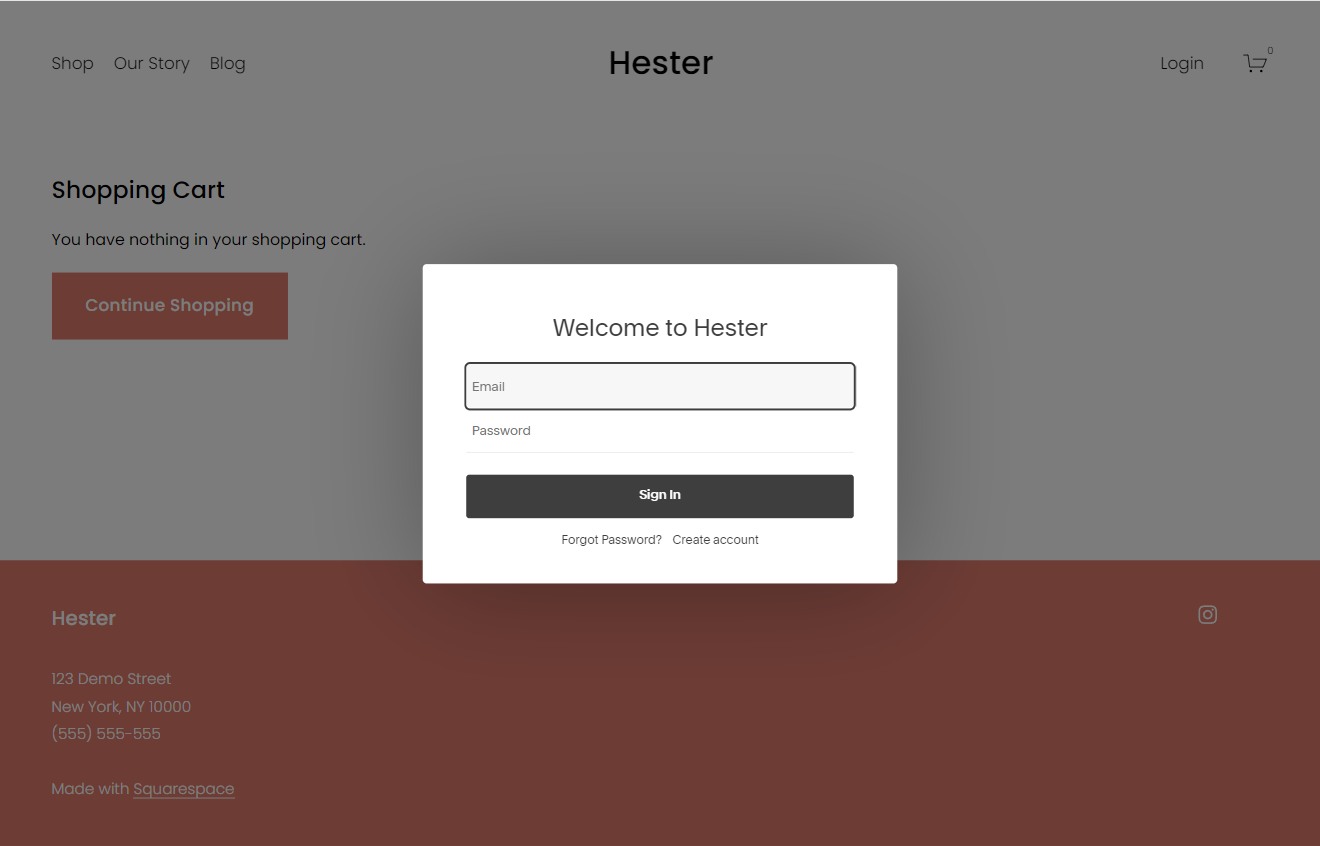 Shop Our Story Blog Hester Login 0
Shopping Cart
You have nothing in your shopping cart.
Continue Shopping
Welcome to Hester
Email
Password
Sign In
Forgot Password? Create account
Hester
123 Demo Street
New York, NY 10000
(555) 555-555
Made with Squarespace